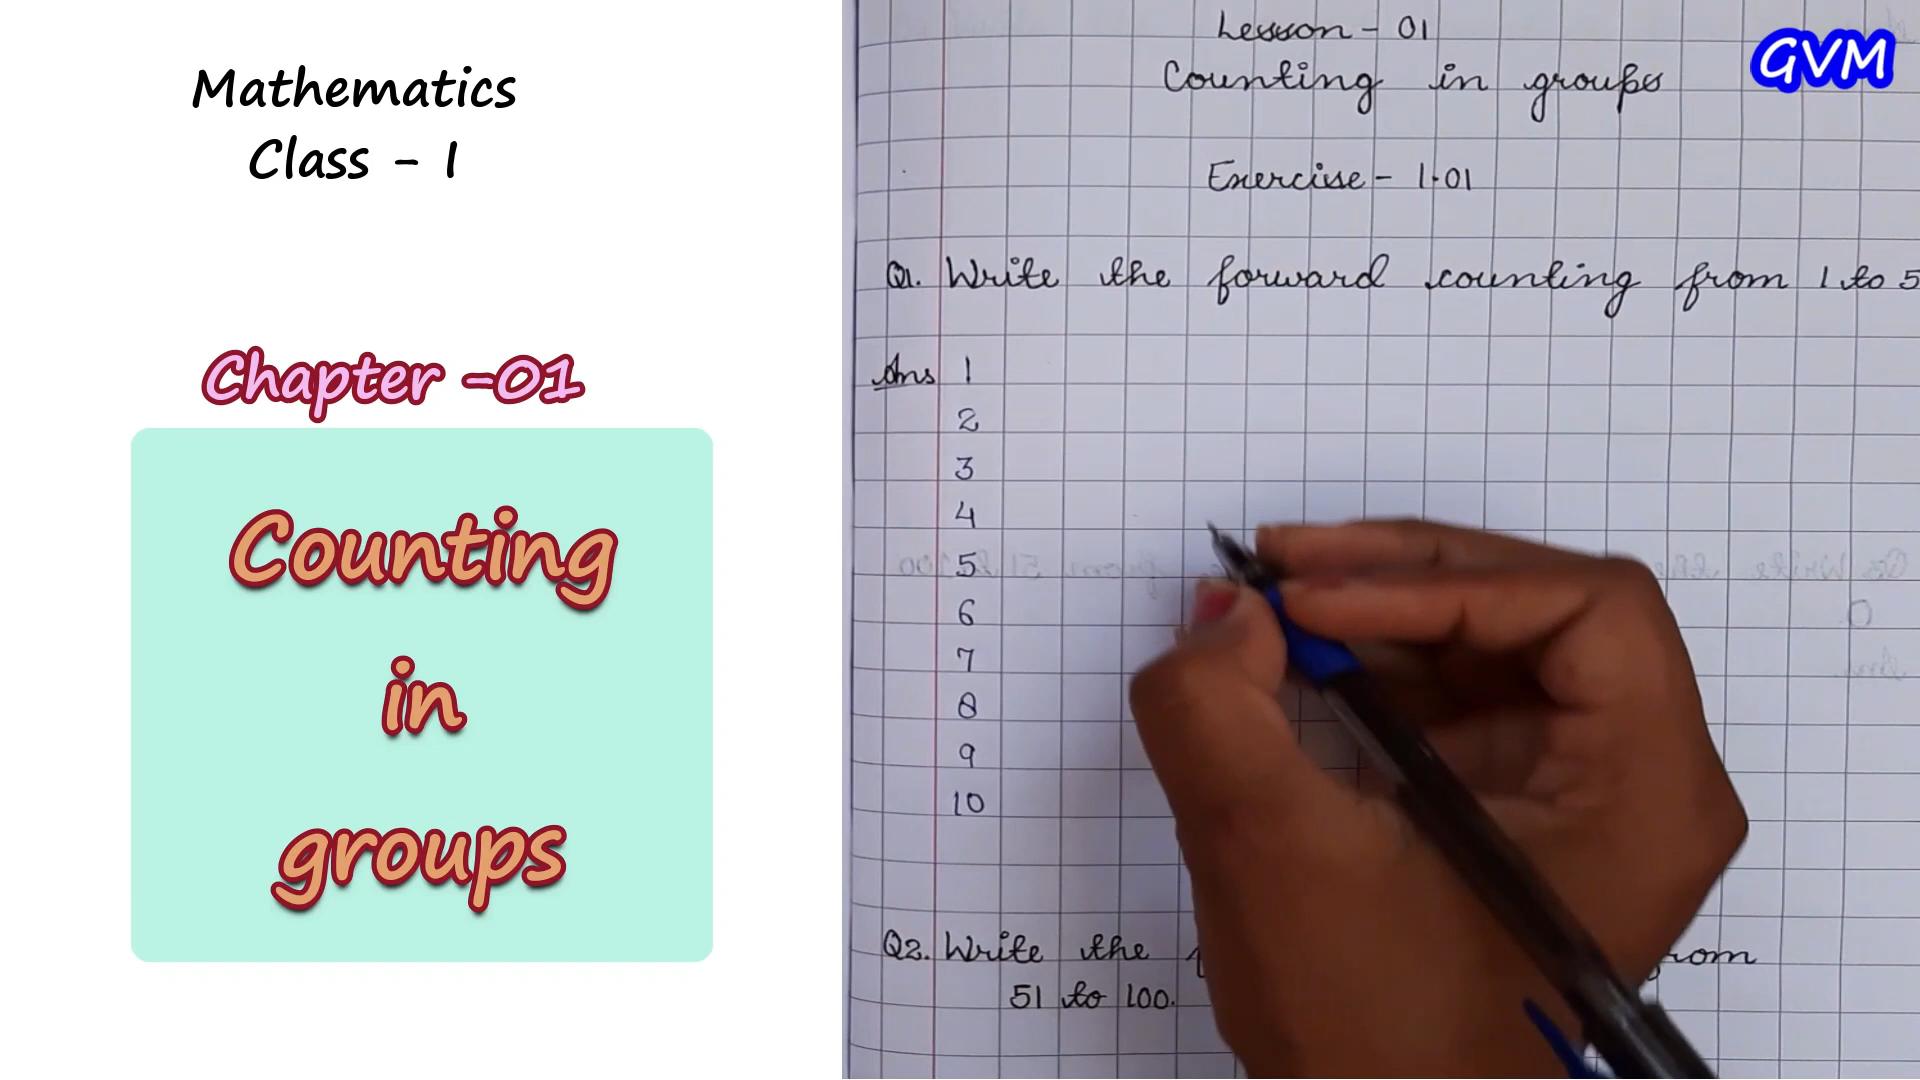 Mathematics
Class - I
Chapter -01
Counting
in
groups
GVM
Lesson - 01
Counting in groups
Exercise - 1.01
Q1. Write the forward counting from 1 to 5
Ans 1
2
3
4
5
6
7
8
9
10
Q2. Write the from
51 to 100.